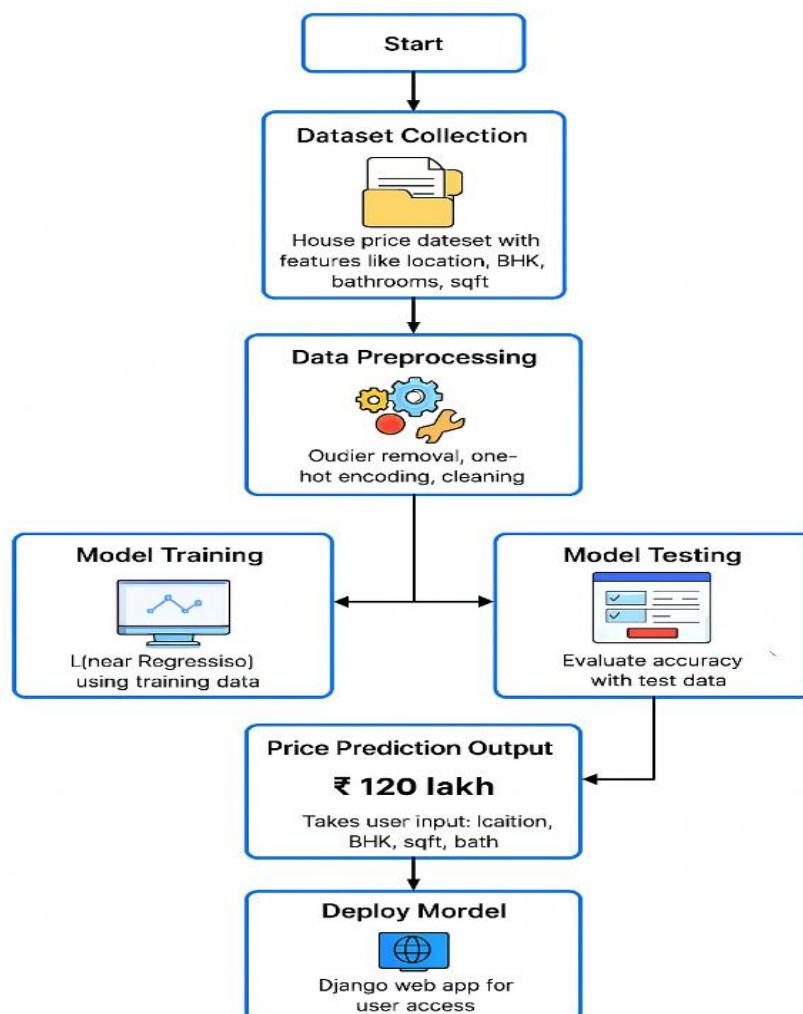 Start
Dataset Collection
House price dateset with
features like location, BHK,
bathrooms, sqft
Data Preprocessing
Oudier removal, one-
hot encoding, cleaning
Model Training
L(near Regressiso)
using training data
Model Testing
Evaluate accuracy
with test data
Price Prediction Output
₹ 120 lakh
Takes user input: lcaition,
BHK, sqft, bath
Deploy Mordel
Django web app for
user access